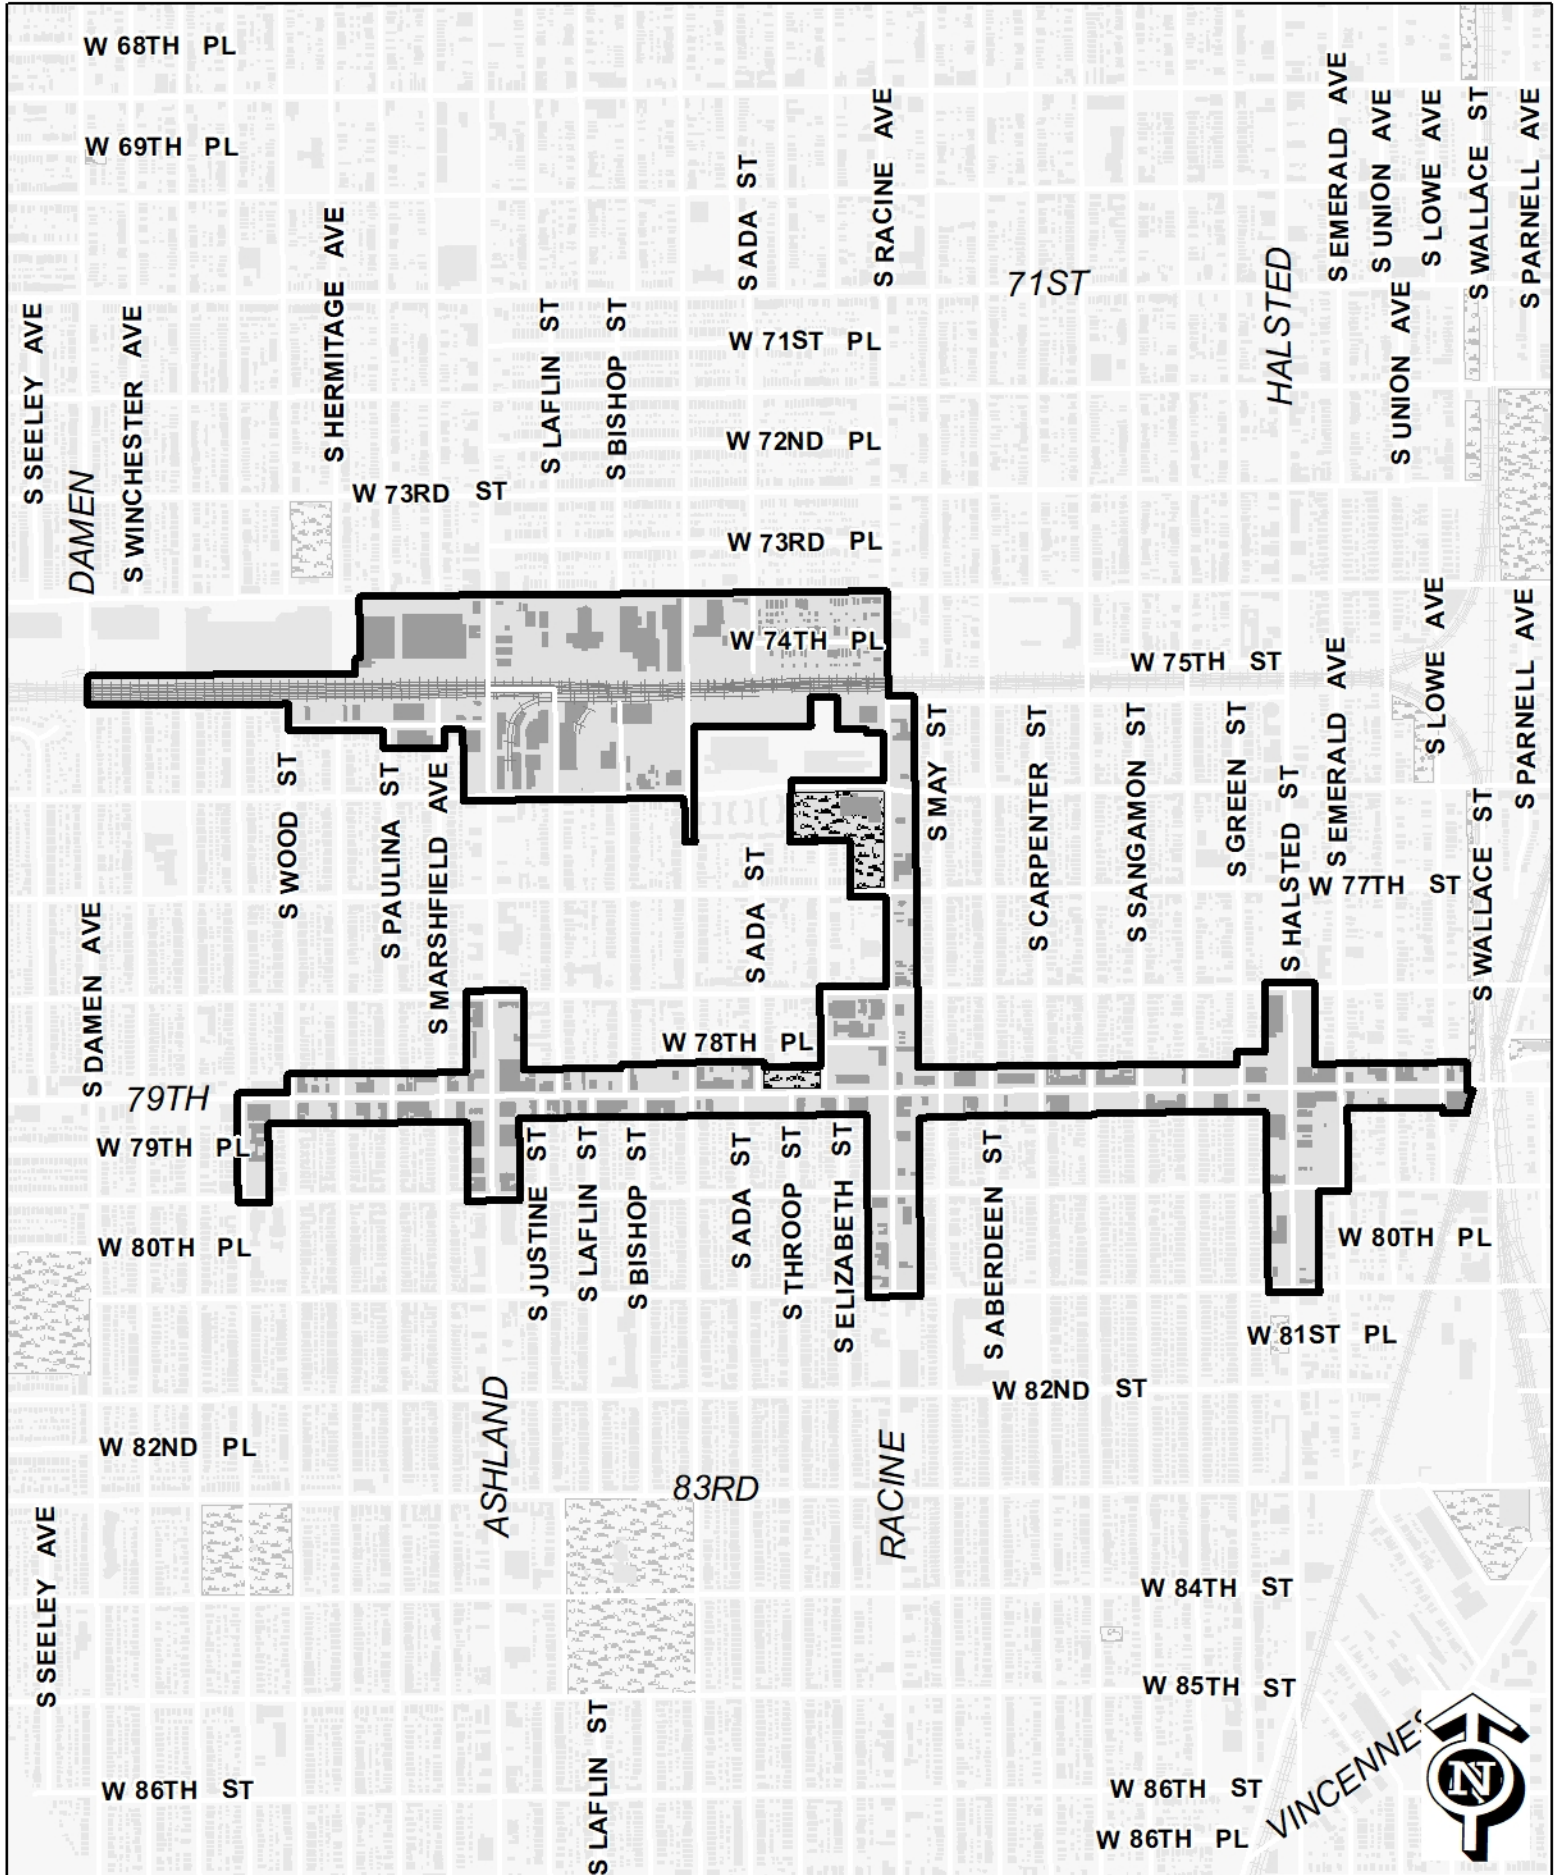 W 68TH PL
W 69TH PL
S ADA ST
S RACINE AVE
S EMERALD AVE
S UNION AVE
S LOWE AVE
S WALLACE ST
S PARNELL AVE
S HERMITAGE AVE
71ST
HALSTED
S SEELEY AVE
S WINCHESTER AVE
S LAFLIN ST
S BISHOP ST
W 71ST PL
S UNION AVE
W 72ND PL
DAMEN
W 73RD ST
W 73RD PL
W 74TH PL
W 75TH ST
S LOWE AVE
S PARNELL AVE
S EMERALD AVE
S WOOD ST
S PAULINA ST
S MARSHFIELD AVE
S MAY ST
S CARPENTER ST
S SANGAMON ST
S GREEN ST
S HALSTED ST
S WALLACE ST
S ADA ST
W 77TH ST
S DAMEN AVE
W 78TH PL
79TH
W 79TH PL
S JUSTINE ST
S LAFLIN ST
S BISHOP ST
S ADA ST
S THROOP ST
S ELIZABETH ST
S ABERDEEN ST
W 80TH PL
W 80TH PL
W 81ST PL
W 82ND ST
W 82ND PL
ASHLAND
83RD
RACINE
S SEELEY AVE
W 84TH ST
W 85TH ST
S LAFLIN ST
W 86TH ST
W 86TH ST
W 86TH PL
VINCENNES
N